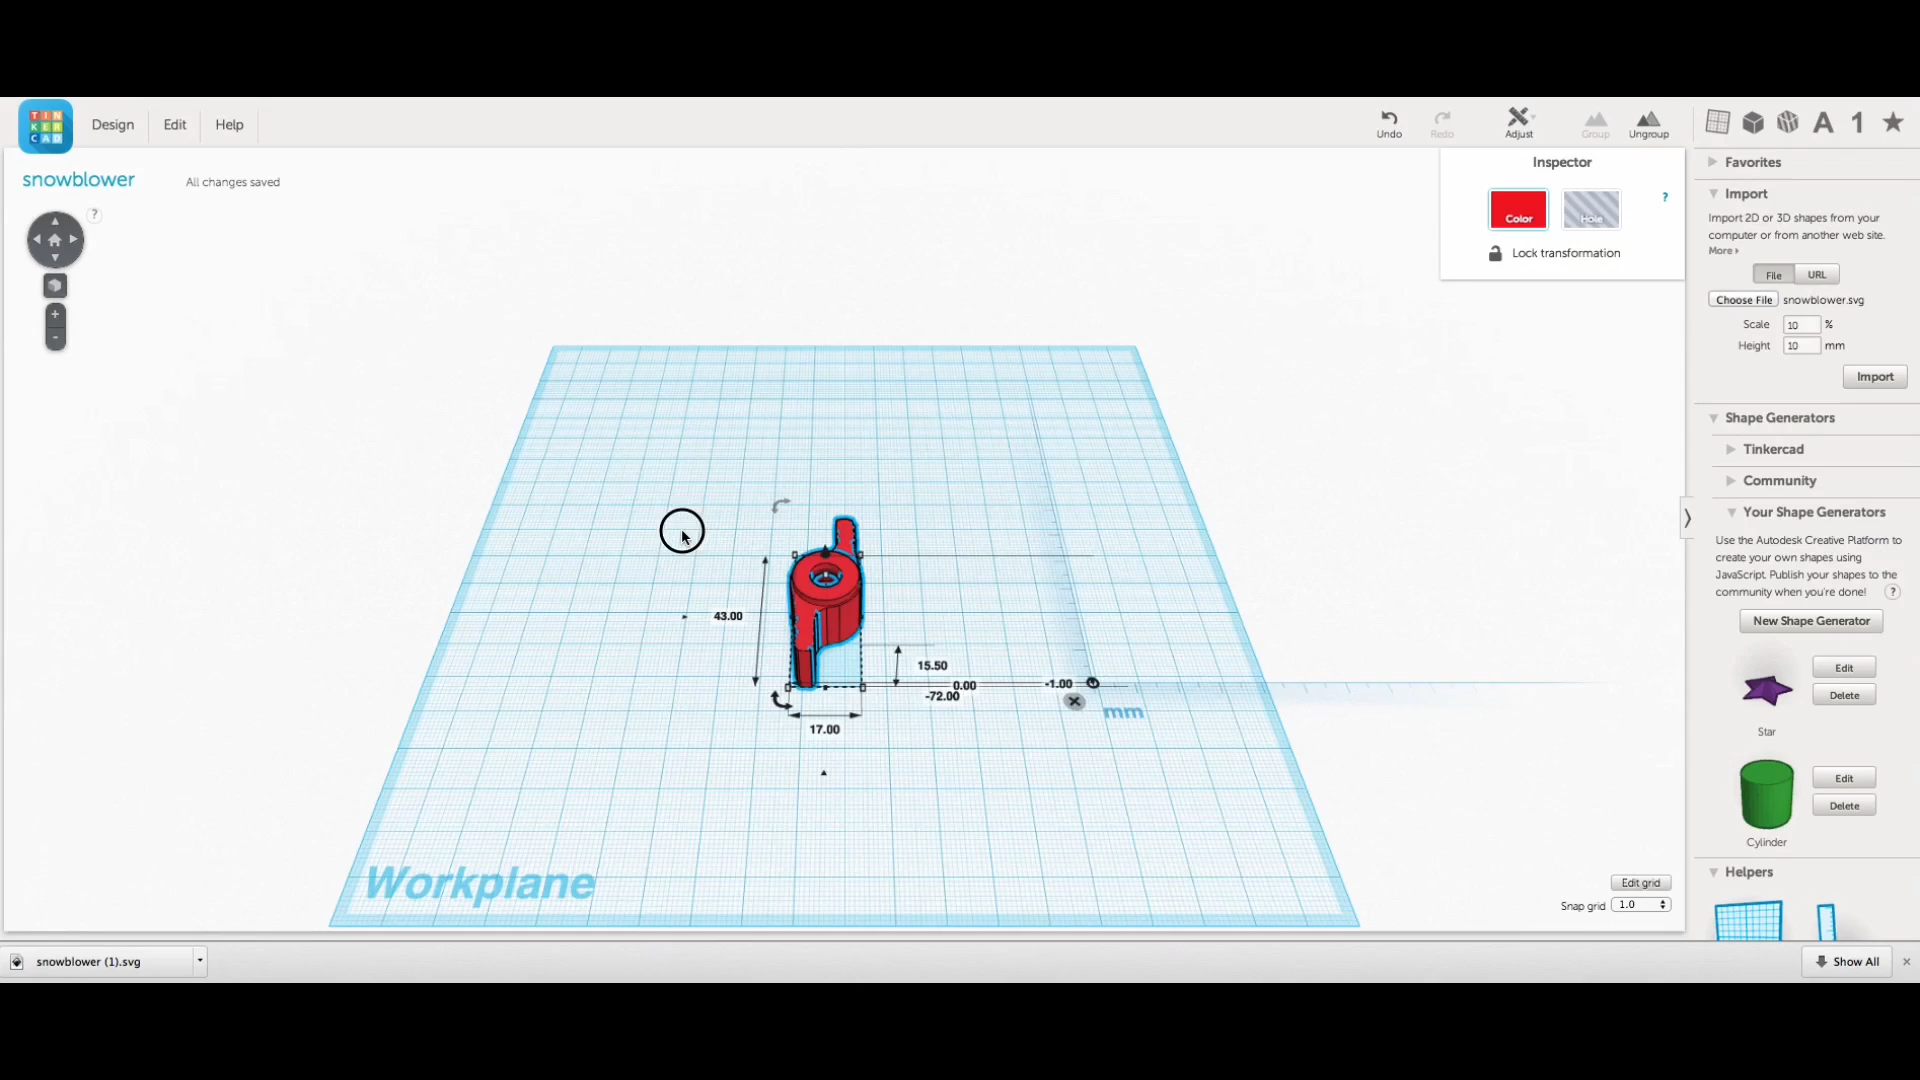 TIN
KER
CAD
Design
Edit
Help
Undo
Redo
Adjust
Group
Ungroup
A
1
snowblower
All changes saved
?
+
-
Inspector
Color
Hole
?
Lock transformation
Favorites
Import
Import 2D or 3D shapes from your
computer or from another web site.
More
File
URL
Choose File
snowblower.svg
Scale
10
%
Height
10
mm
Import
Shape Generators
Tinkercad
Community
Your Shape Generators
Use the Autodesk Creative Platform to
create your own shapes using
JavaScript. Publish your shapes to the
community when you're done!
?
New Shape Generator
Edit
Delete
Star
Edit
Delete
Cylinder
Helpers
43.00
15.50
0.00
-1.00
-72.00
17.00
mm
Workplane
Edit grid
Snap grid
1.0
snowblower (1).svg
Show All